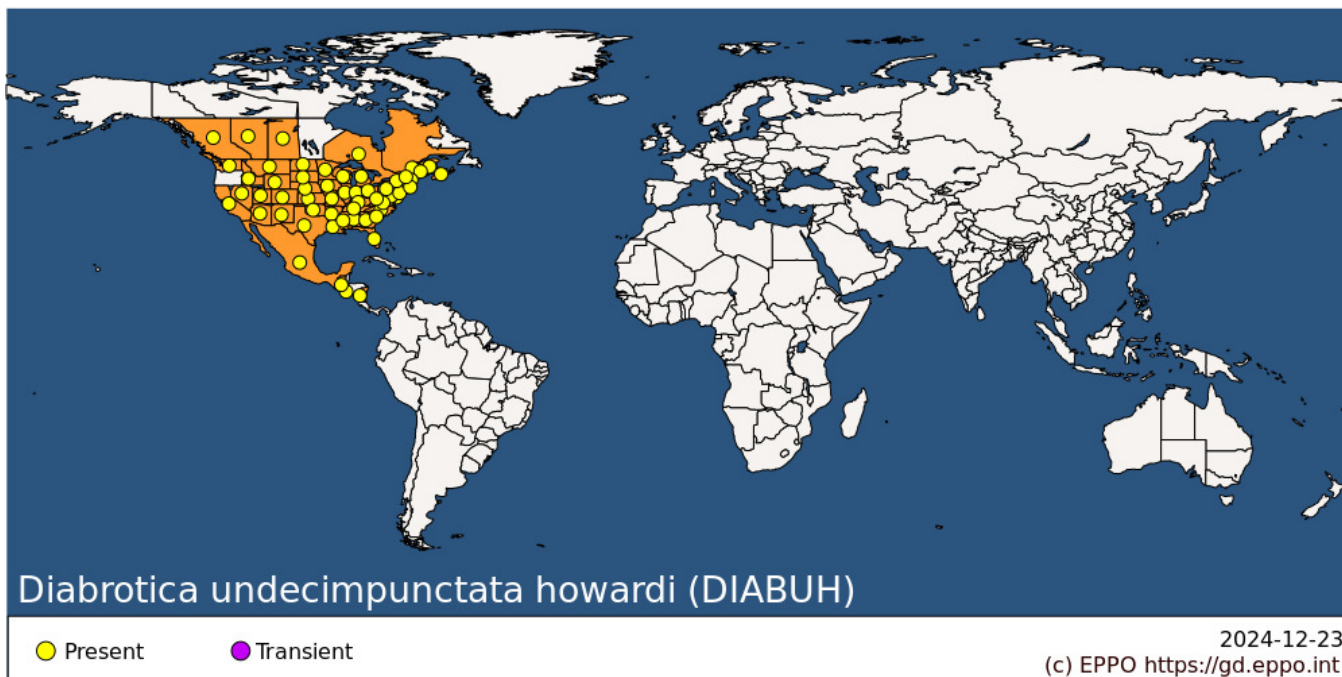 Diabrotica undecimpunctata howardi (DIABUH)
Present
Transient
2024-12-23
(c) EPPO https://gd.eppo.int